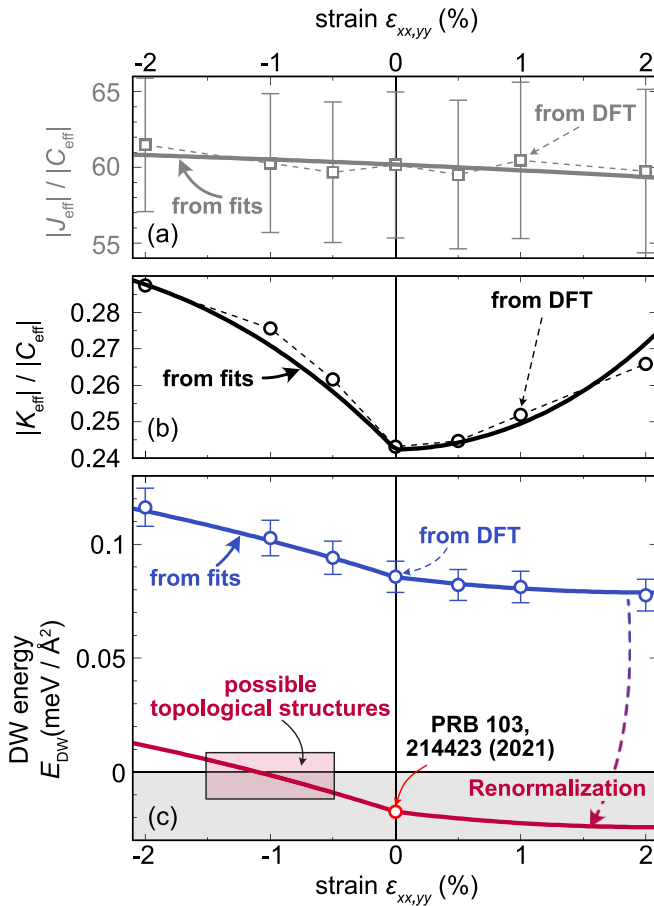 strain εxx,yy (%)
-2 -1 0 1 2
|Jeff| / |Ceff|
65
60
55
from DFT
from fits
(a)
|Keff| / |Ceff|
0.28
0.27
0.26
0.25
0.24
from DFT
from fits
(b)
DW energy
EDW(meV / Å²)
0.1
0.05
0
from DFT
from fits
possible
topological structures
PRB 103,
214423 (2021)
Renormalization
(c)
-2 -1 0 1 2
strain εxx,yy (%)